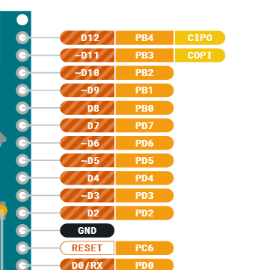 D12 PB4 CIPO
~D11 PB3 COPI
~D10 PB2
~D9 PB1
D8 PB0
D7 PD7
~D6 PD6
~D5 PD5
D4 PD4
~D3 PD3
D2 PD2
GND
RESET PC6
D0/RX PD0